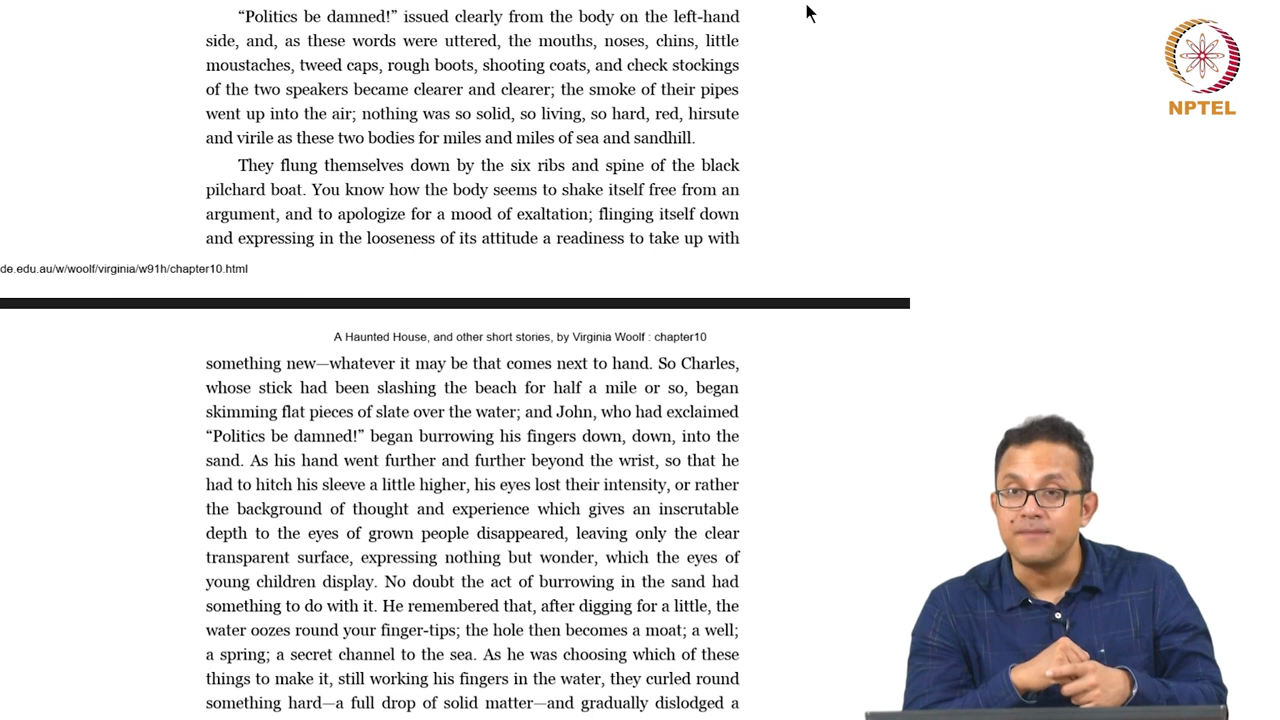 “Politics be damned!” issued clearly from the body on the left-hand
side, and, as these words were uttered, the mouths, noses, chins, little
moustaches, tweed caps, rough boots, shooting coats, and check stockings
of the two speakers became clearer and clearer; the smoke of their pipes
went up into the air; nothing was so solid, so living, so hard, red, hirsute
and virile as these two bodies for miles and miles of sea and sandhill.
They flung themselves down by the six ribs and spine of the black
pilchard boat. You know how the body seems to shake itself free from an
argument, and to apologize for a mood of exaltation; flinging itself down
and expressing in the looseness of its attitude a readiness to take up with
de.edu.au/w/woolf/virginia/w91h/chapter10.html
A Haunted House, and other short stories, by Virginia Woolf : chapter10
something new—whatever it may be that comes next to hand. So Charles,
whose stick had been slashing the beach for half a mile or so, began
skimming flat pieces of slate over the water; and John, who had exclaimed
“Politics be damned!” began burrowing his fingers down, down, into the
sand. As his hand went further and further beyond the wrist, so that he
had to hitch his sleeve a little higher, his eyes lost their intensity, or rather
the background of thought and experience which gives an inscrutable
depth to the eyes of grown people disappeared, leaving only the clear
transparent surface, expressing nothing but wonder, which the eyes of
young children display. No doubt the act of burrowing in the sand had
something to do with it. He remembered that, after digging for a little, the
water oozes round your finger-tips; the hole then becomes a moat; a well;
a spring; a secret channel to the sea. As he was choosing which of these
things to make it, still working his fingers in the water, they curled round
something hard—a full drop of solid matter—and gradually dislodged a
NPTEL